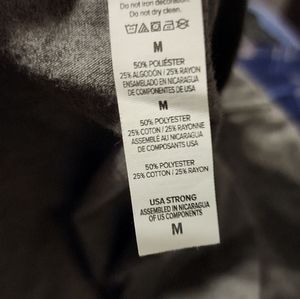 Do not iron decoration.
Do not dry clean.
M
50% POLIÉSTER
25% ALGODÓN / 25% RAYON
ENSAMBLADO EN NICARAGUA
DE COMPONENTES DE USA
M
50% POLYESTER
25% COTON / 25% RAYONNE
ASSEMBLÉ AU NICARAGUA
DE COMPOSANTS USA
50% POLYESTER
25% COTTON / 25% RAYON
USA STRONG
ASSEMBLED IN NICARAGUA
OF US COMPONENTS
M